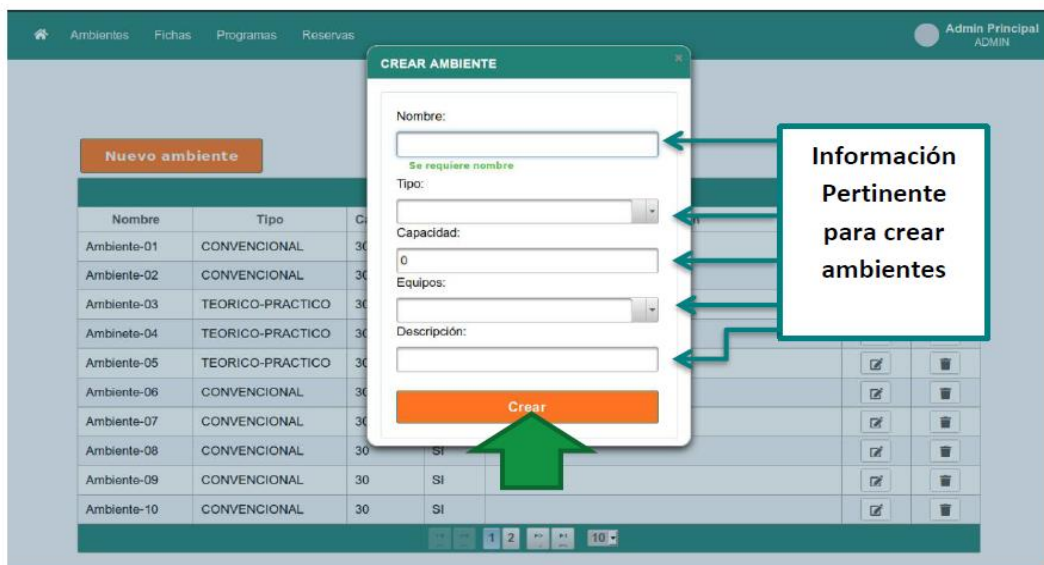 Ambientes Fichas Programas Reservas
Admin Principal
ADMIN
CREAR AMBIENTE
Nombre:
Se requiere nombre
Tipo:
Capacidad:
0
Equipos:
Descripción:
Crear
Información
Pertinente
para crear
ambientes
Nuevo ambiente
Nombre Tipo
Ambiente-01 CONVENCIONAL 30
Ambiente-02 CONVENCIONAL 30
Ambiente-03 TEORICO-PRACTICO 30
Ambinete-04 TEORICO-PRACTICO 30
Ambiente-05 TEORICO-PRACTICO 30
Ambiente-06 CONVENCIONAL 30
Ambiente-07 CONVENCIONAL 30
Ambiente-08 CONVENCIONAL 30 SI
Ambiente-09 CONVENCIONAL 30 SI
Ambiente-10 CONVENCIONAL 30 SI
1 2 10